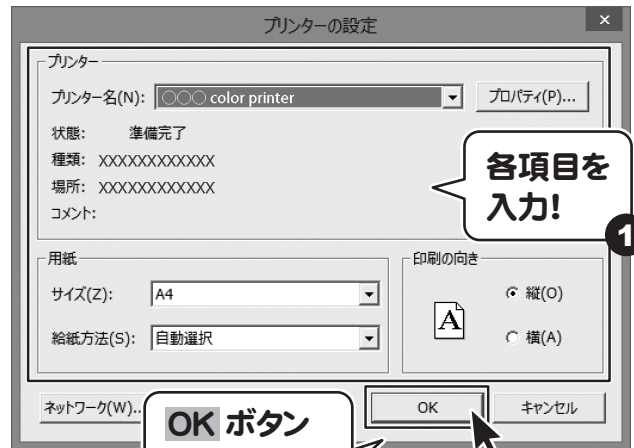 プリンターの設定
プリンター
プリンター名(N): 〇〇〇 color printer プロパティ(P)...
状態: 準備完了
種類: XXXXXXXXXXXX
場所: XXXXXXXXXXXX
コメント:
各項目を
入力!
1
用紙
サイズ(Z): A4
給紙方法(S): 自動選択
印刷の向き
A
縦(O)
横(A)
ネットワーク(W)..
OK
キャンセル
OK ボタン